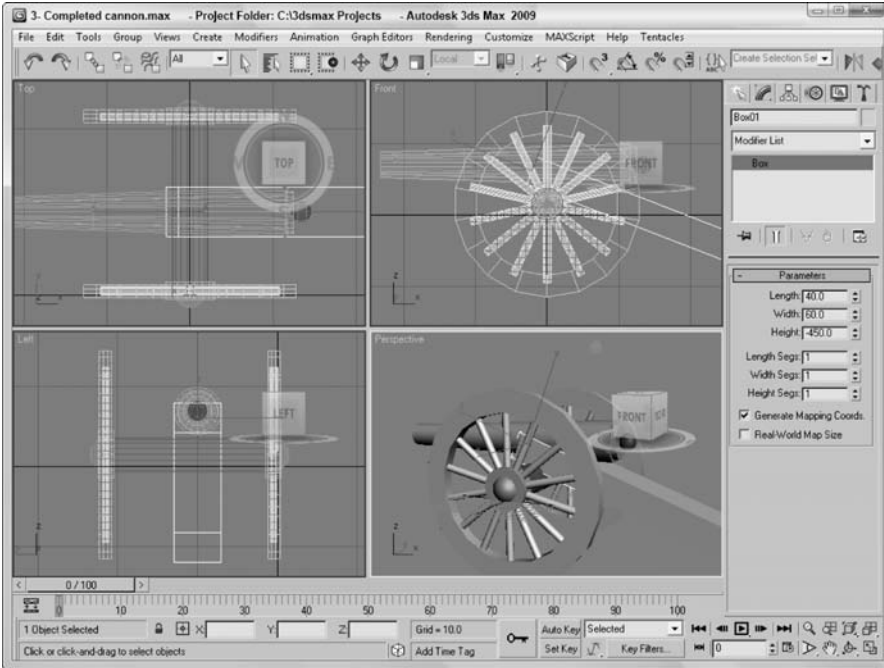 3- Completed cannon.max - Project Folder: C:\3dsmax Projects - Autodesk 3ds Max 2009
File Edit Tools Group Views Create Modifiers Animation Graph Editors Rendering Customize MAXScript Help Tentacles
All Local 3 % ABC Create Selection Set
Top
TOP
Front
FRONT
x
z
x
Left
LEFT
Perspective
FRONT
z
y
z
x
Box01
Modifier List
Box
- Parameters
Length: 40.0
Width: 60.0
Height: -450.0
Length Segs: 1
Width Segs: 1
Height Segs: 1
Generate Mapping Coords.
Real-World Map Size
< 0 / 100 >
0 10 20 30 40 50 60 70 80 90 100
1 Object Selected X: Y: Z: Grid = 10.0 Auto Key Selected
Click or click-and-drag to select objects Add Time Tag Set Key Key Filters... 0